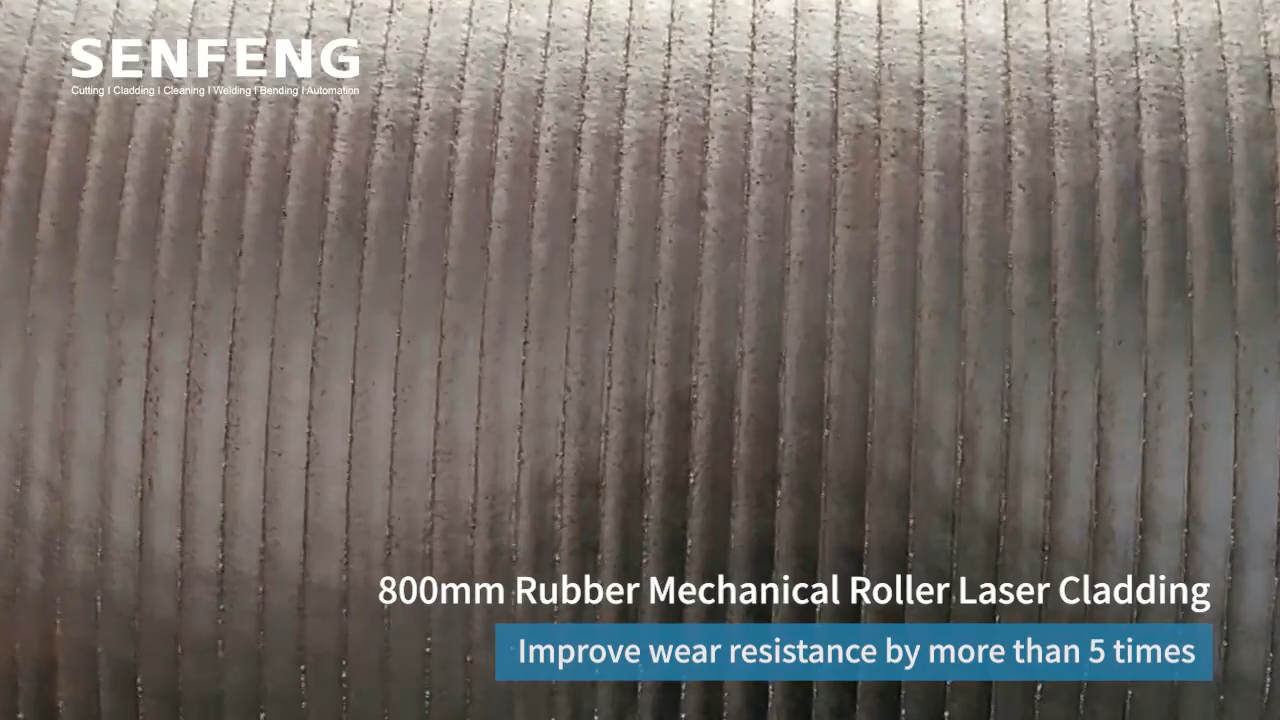 SENFENG
Cutting I Cladding I Cleaning I Welding I Bending I Automation
800mm Rubber Mechanical Roller Laser Cladding
Improve wear resistance by more than 5 times